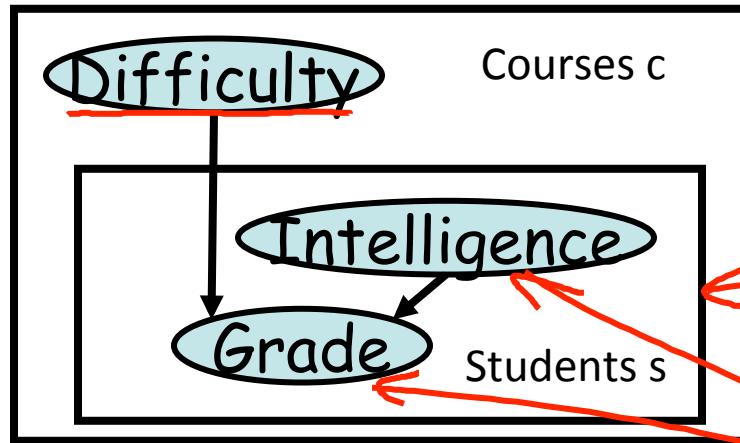 Difficulty
Courses c
Intelligence
Grade
Students s